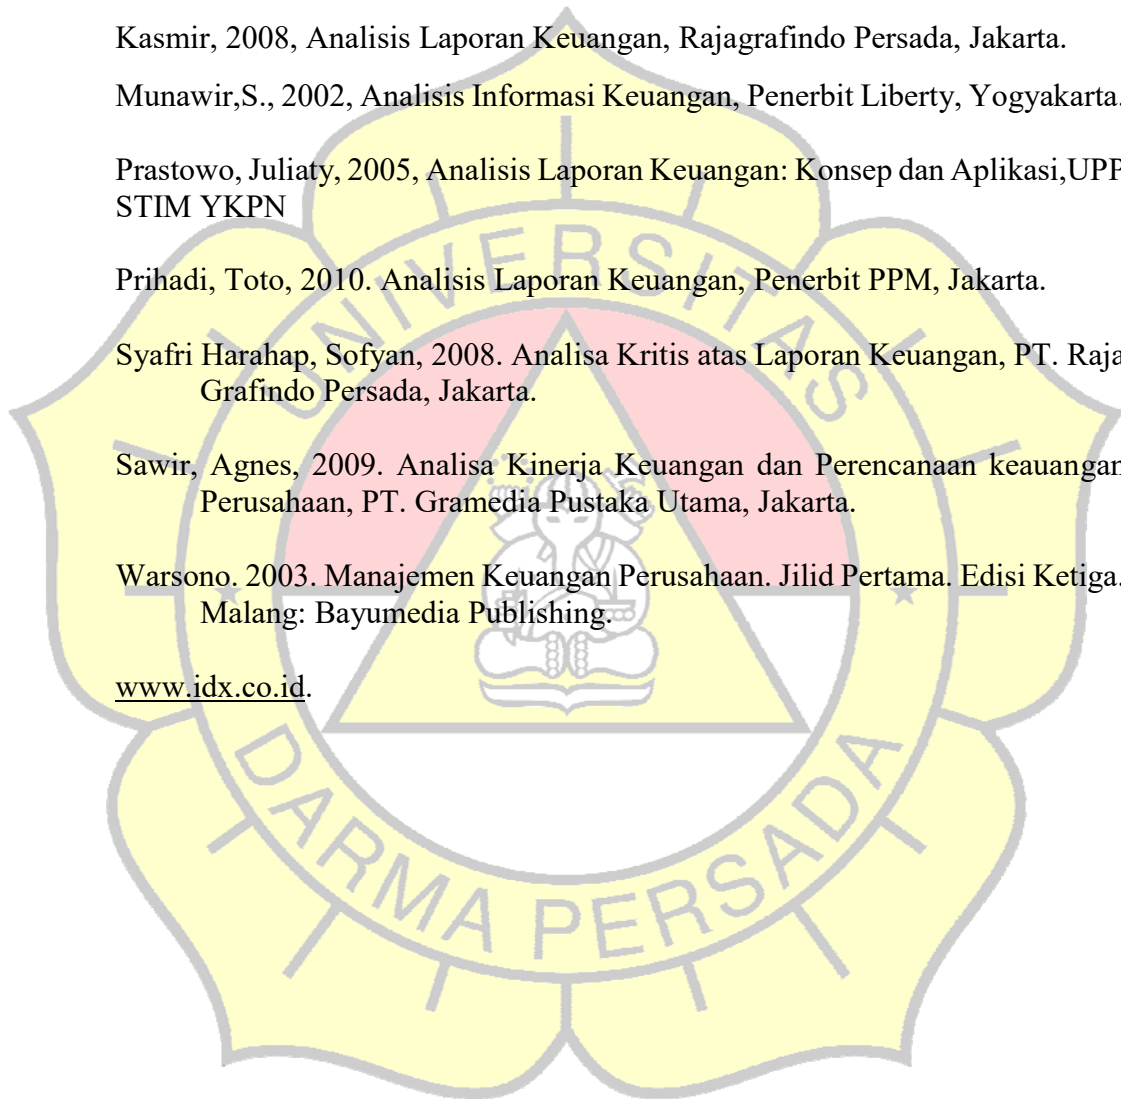 Kasmir, 2008, Analisis Laporan Keuangan, Rajagrafindo Persada, Jakarta.
Munawir,S., 2002, Analisis Informasi Keuangan, Penerbit Liberty, Yogyakarta.
Prastowo, Juliaty, 2005, Analisis Laporan Keuangan: Konsep dan Aplikasi,UPP
STIM YKPN
Prihadi, Toto, 2010. Analisis Laporan Keuangan, Penerbit PPM, Jakarta.
Syafri Harahap, Sofyan, 2008. Analisa Kritis atas Laporan Keuangan, PT. Raja
Grafindo Persada, Jakarta.
Sawir, Agnes, 2009. Analisa Kinerja Keuangan dan Perencanaan keauangan
Perusahaan, PT. Gramedia Pustaka Utama, Jakarta.
Warsono. 2003. Manajemen Keuangan Perusahaan. Jilid Pertama. Edisi Ketiga.
Malang: Bayumedia Publishing.
www.idx.co.id.
UNIVERSITAS
DARMA PERSADA